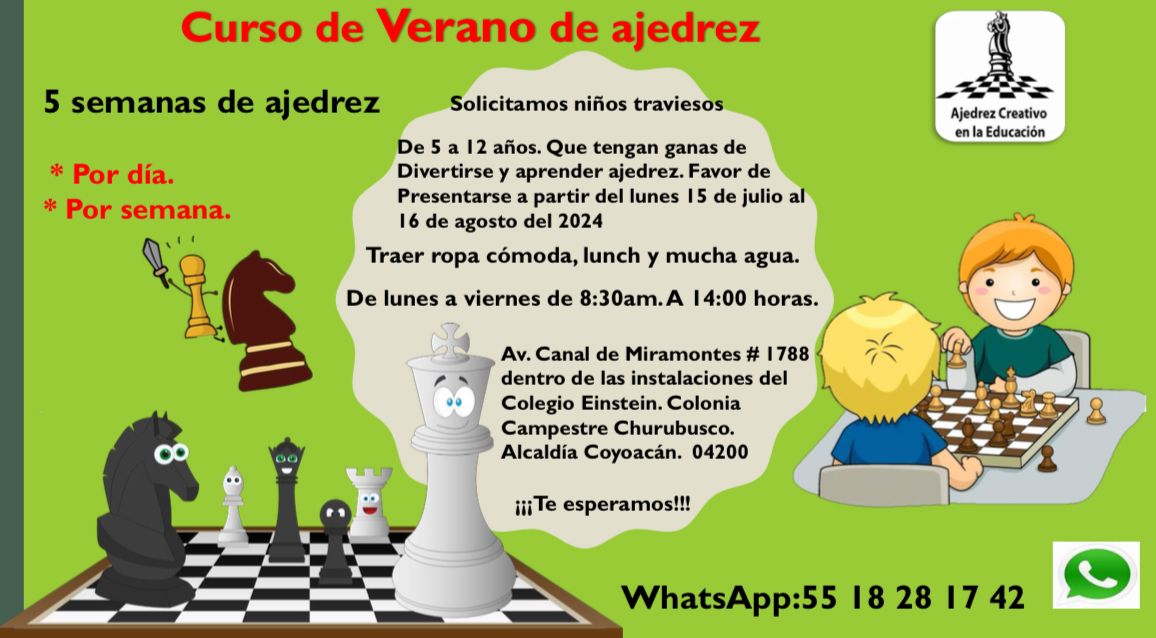 Curso de Verano de ajedrez
5 semanas de ajedrez
* Por día.
* Por semana.
Solicitamos niños traviesos
De 5 a 12 años. Que tengan ganas de
Divertirse y aprender ajedrez. Favor de
Presentarse a partir del lunes 15 de julio al
16 de agosto del 2024
Traer ropa cómoda, lunch y mucha agua.
De lunes a viernes de 8:30am. A 14:00 horas.
Av. Canal de Miramontes # 1788
dentro de las instalaciones del
Colegio Einstein. Colonia
Campestre Churubusco.
Alcaldía Coyoacán. 04200
¡¡¡Te esperamos!!!
Ajedrez Creativo
en la Educación
WhatsApp:55 18 28 17 42